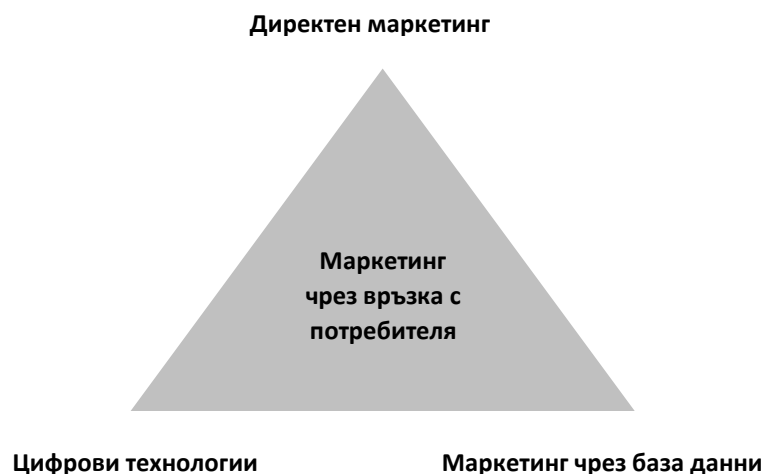 Директен маркетинг
Маркетинг
чрез връзка с
потребителя
Цифрови технологии
Маркетинг чрез база данни